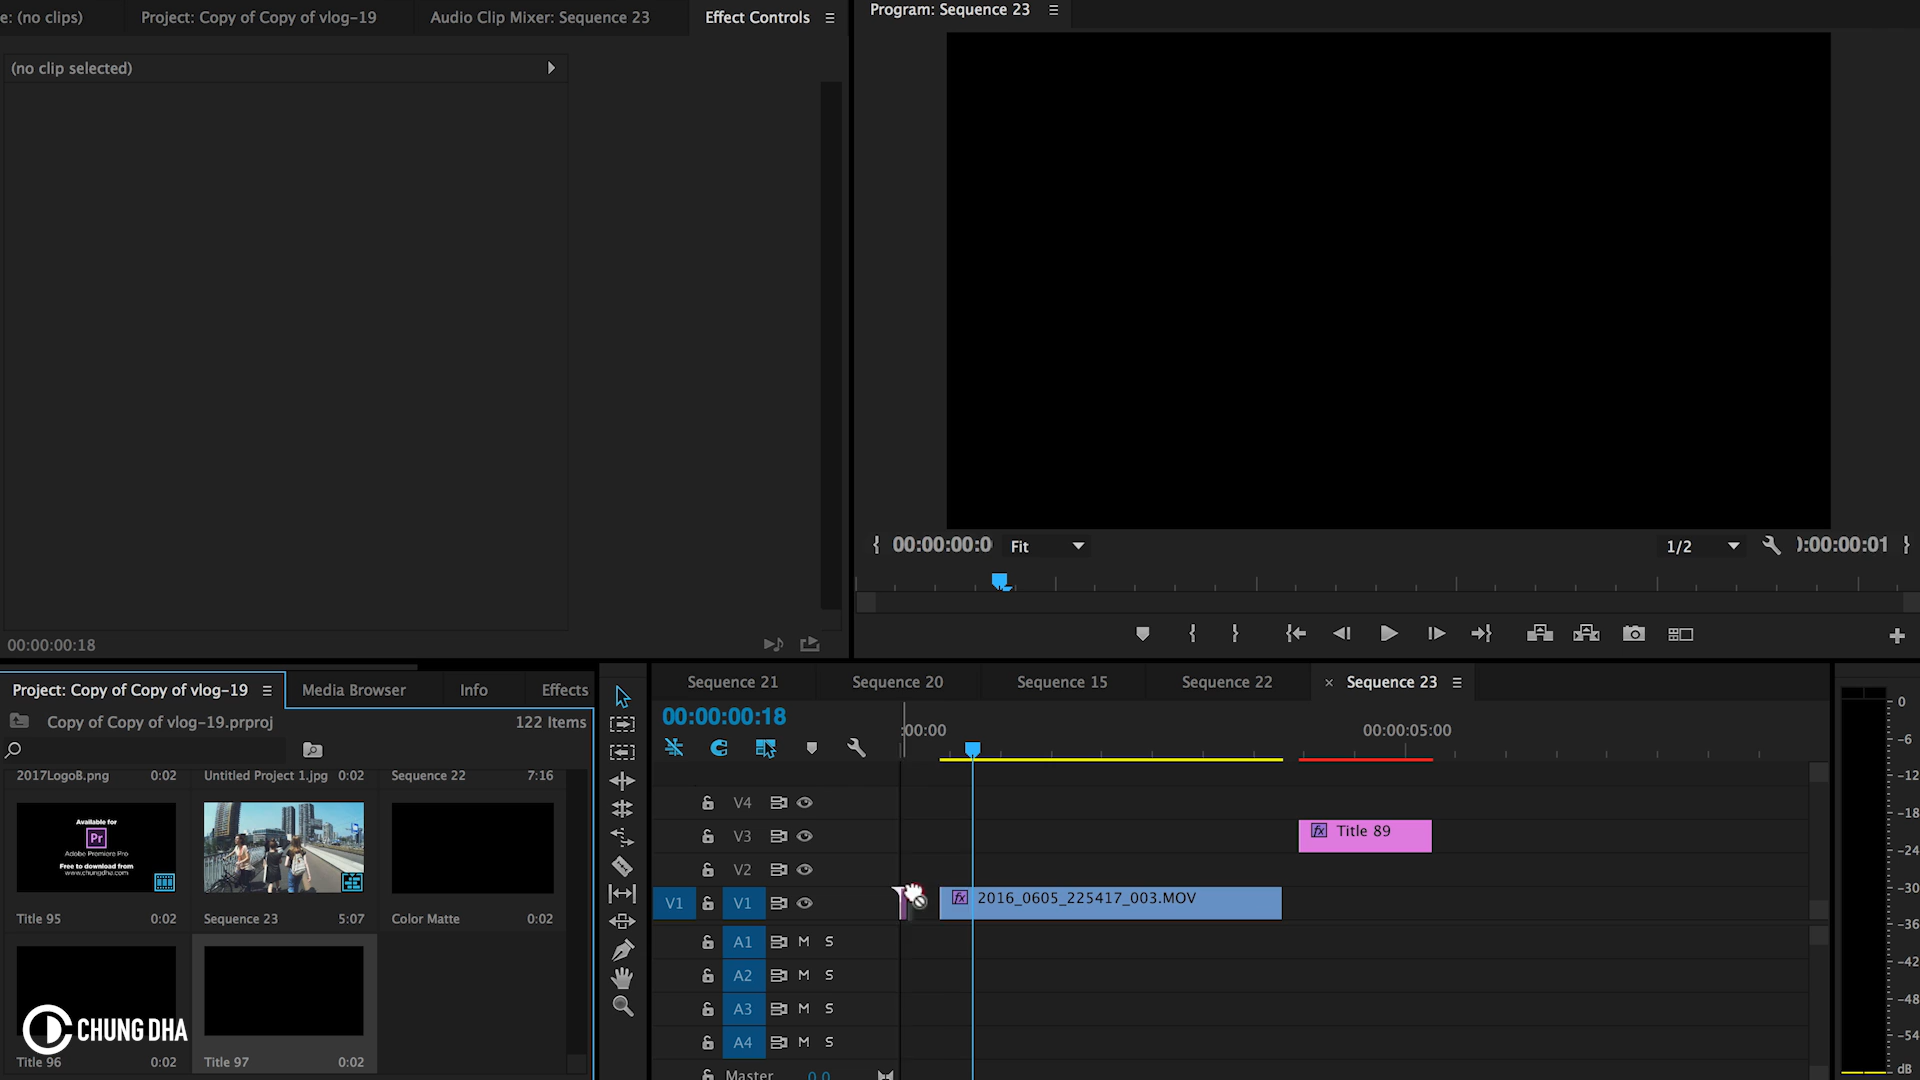 e: (no clips)
Project: Copy of Copy of vlog-19
Audio Clip Mixer: Sequence 23
Effect Controls
Program: Sequence 23
(no clip selected)
00:00:00:18
00:00:00:0
Fit
1/2
):00:00:01
Project: Copy of Copy of vlog-19
Media Browser
Info
Effects
Copy of Copy of vlog-19.prproj
122 Items
2017LogoB.png 0:02
Untitled Project 1.jpg 0:02
Sequence 22 7:16
Available for
Pr
Adobe Premiere Pro
Free to download from
www.chungdha.com
Title 95 0:02
Sequence 23 5:07
Color Matte 0:02
CHUNG DHA
Title 96 0:02
Title 97 0:02
Sequence 21
Sequence 20
Sequence 15
Sequence 22
× Sequence 23
00:00:00:18
:00:00
00:00:05:00
V4
V3
fx Title 89
V2
V1 V1
fx 2016_0605_225417_003.MOV
A1 M S
A2 M S
A3 M S
A4 M S
Master 0.0
0
-6
-12
-18
-24
-30
-36
-42
-48
-54
dB